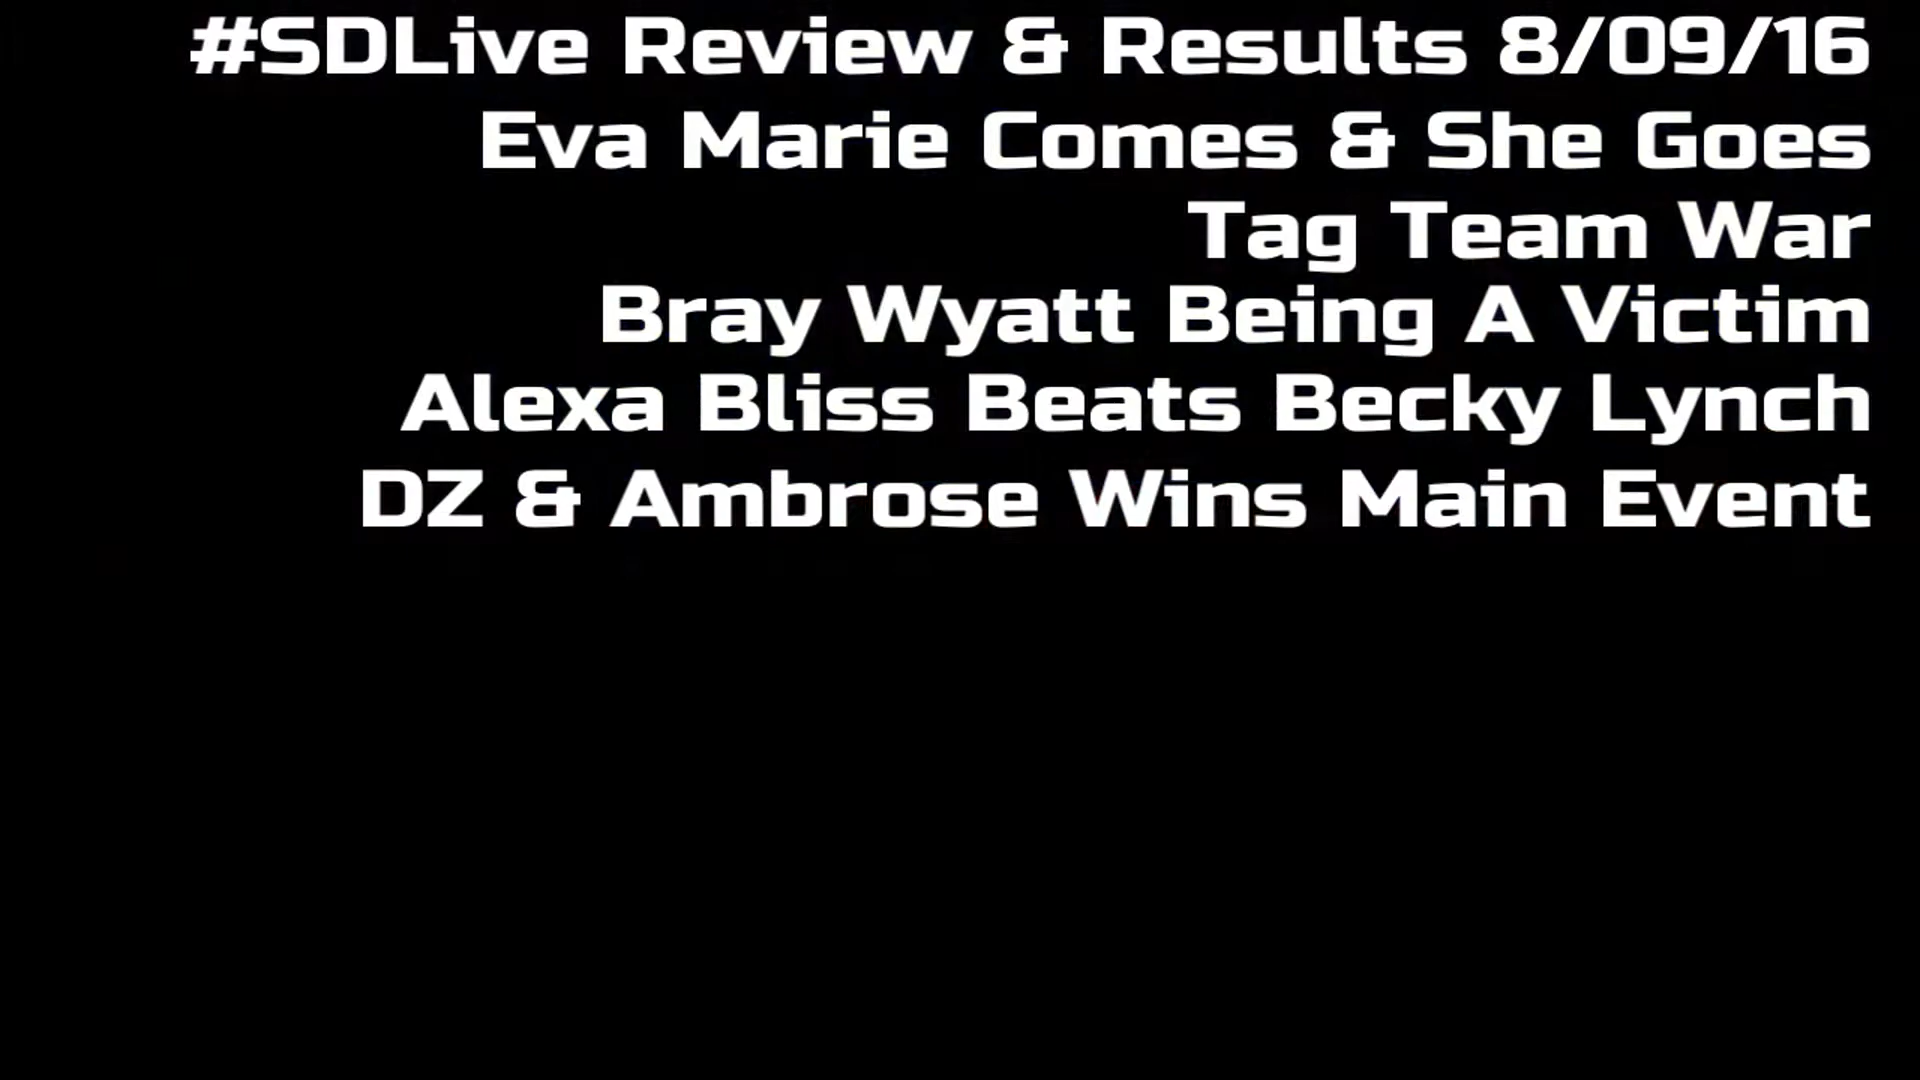 #SDLive Review & Results 8/09/16
Eva Marie Comes & She Goes
Tag Team War
Bray Wyatt Being A Victim
Alexa Bliss Beats Becky Lynch
DZ & Ambrose Wins Main Event